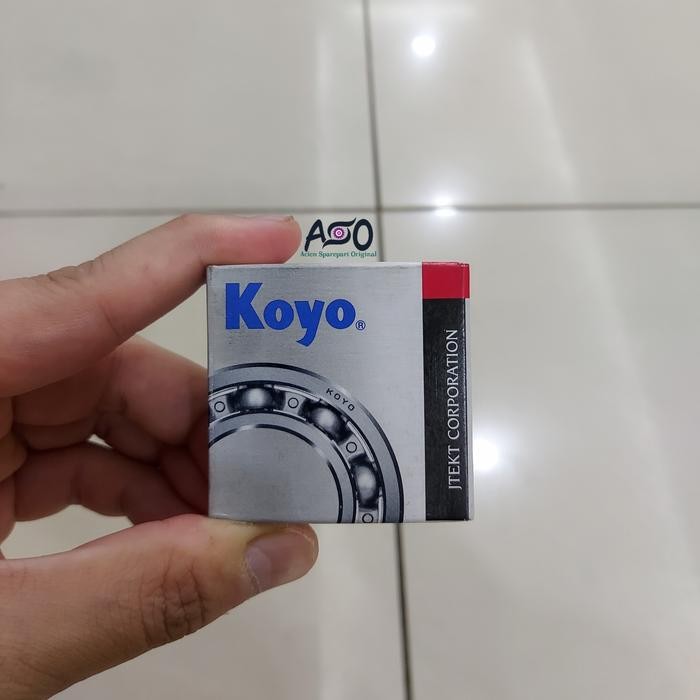 ASO
Acien Sparepart Original
Koyo®
KOYO
JTEKT CORPORATION